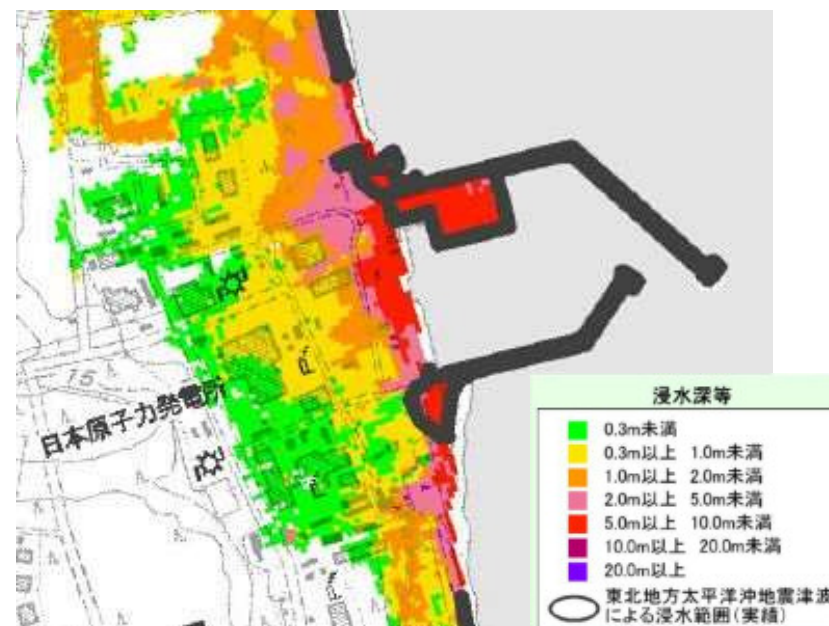 15
日本原子力発電所
浸水深等
0.3m未満
0.3m以上 1.0m未満
1.0m以上 2.0m未満
2.0m以上 5.0m未満
5.0m以上 10.0m未満
10.0m以上 20.0m未満
20.0m以上
東北地方太平洋沖地震津波
による浸水範囲(実績)